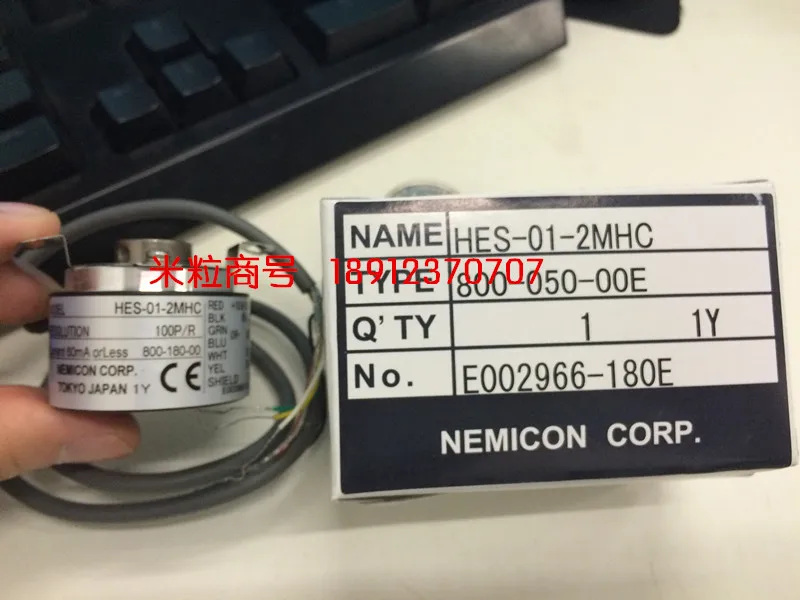 米粒商号 18912370707
HES-01-2MHC
100P/R
60mA orLess 800-180-00
NEMICON CORP.
TOKYO JAPAN 1Y CE
RED
BLK
GRN
BLU
WHT
YEL
SHIELD
NAME HES-01-2MHC
TYPE 800-050-00E
Q'TY 1 1Y
No. E002966-180E
NEMICON CORP.